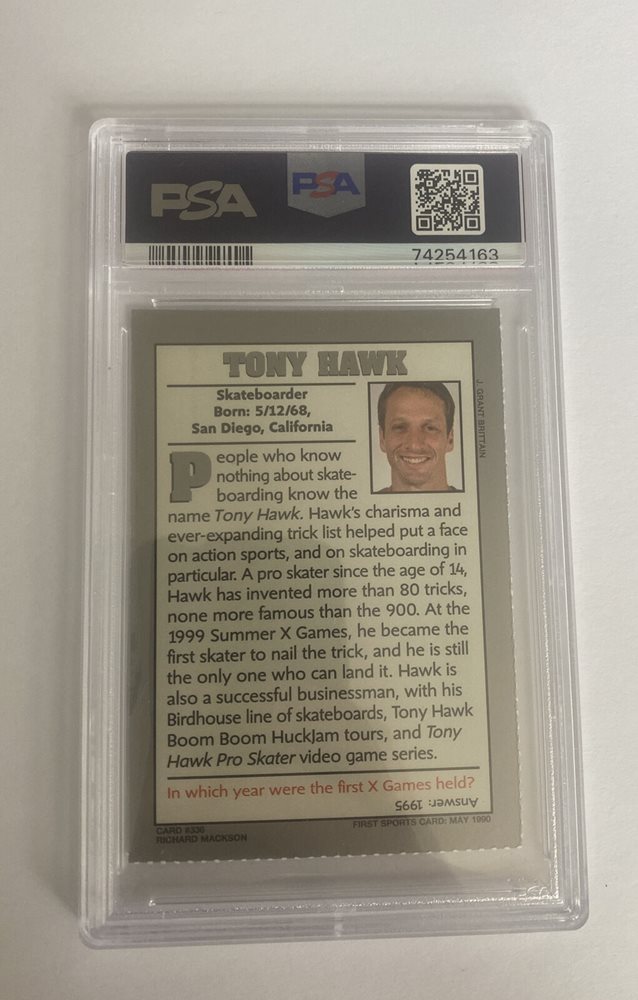 PSA
PSA
74254163
TONY HAWK
Skateboarder
Born: 5/12/68,
San Diego, California
J. GRANT BRITTAIN
People who know
nothing about skate-
boarding know the
name Tony Hawk. Hawk's charisma and
ever-expanding trick list helped put a face
on action sports, and on skateboarding in
particular. A pro skater since the age of 14,
Hawk has invented more than 80 tricks,
none more famous than the 900. At the
1999 Summer X Games, he became the
first skater to nail the trick, and he is still
the only one who can land it. Hawk is
also a successful businessman, with his
Birdhouse line of skateboards, Tony Hawk
Boom Boom HuckJam tours, and Tony
Hawk Pro Skater video game series.
In which year were the first X Games held?
Answer: 1995
CARD #336
RICHARD MACKSON
FIRST SPORTS CARD: MAY 1990
PSA